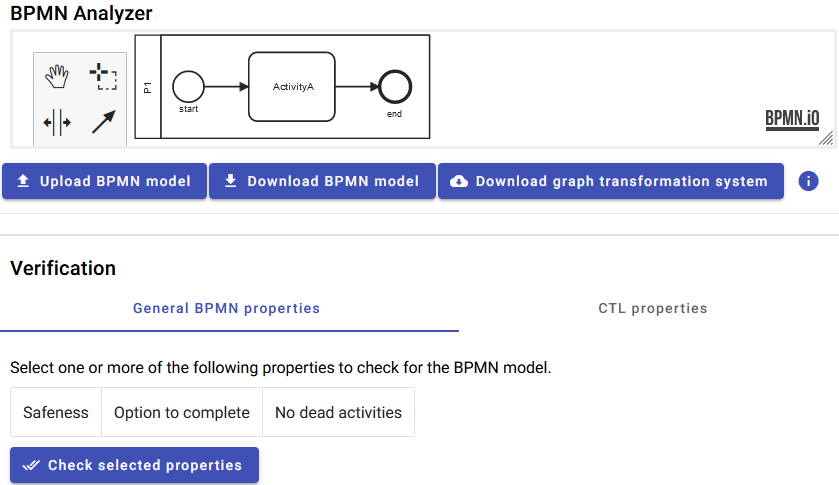 BPMN Analyzer
P1
start
ActivityA
end
BPMN.iO
Upload BPMN model
Download BPMN model
Download graph transformation system
i
Verification
General BPMN properties
CTL properties
Select one or more of the following properties to check for the BPMN model.
Safeness
Option to complete
No dead activities
Check selected properties